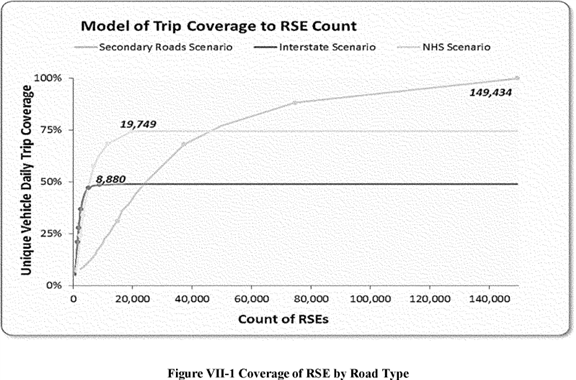 Model of Trip Coverage to RSE Count
Secondary Roads Scenario Interstate Scenario NHS Scenario
Unique Vehicle Daily Trip Coverage
100%
75%
50%
25%
0%
149,434
19,749
8,880
0 20,000 40,000 60,000 80,000 100,000 120,000 140,000
Count of RSEs
Figure VII-1 Coverage of RSE by Road Type